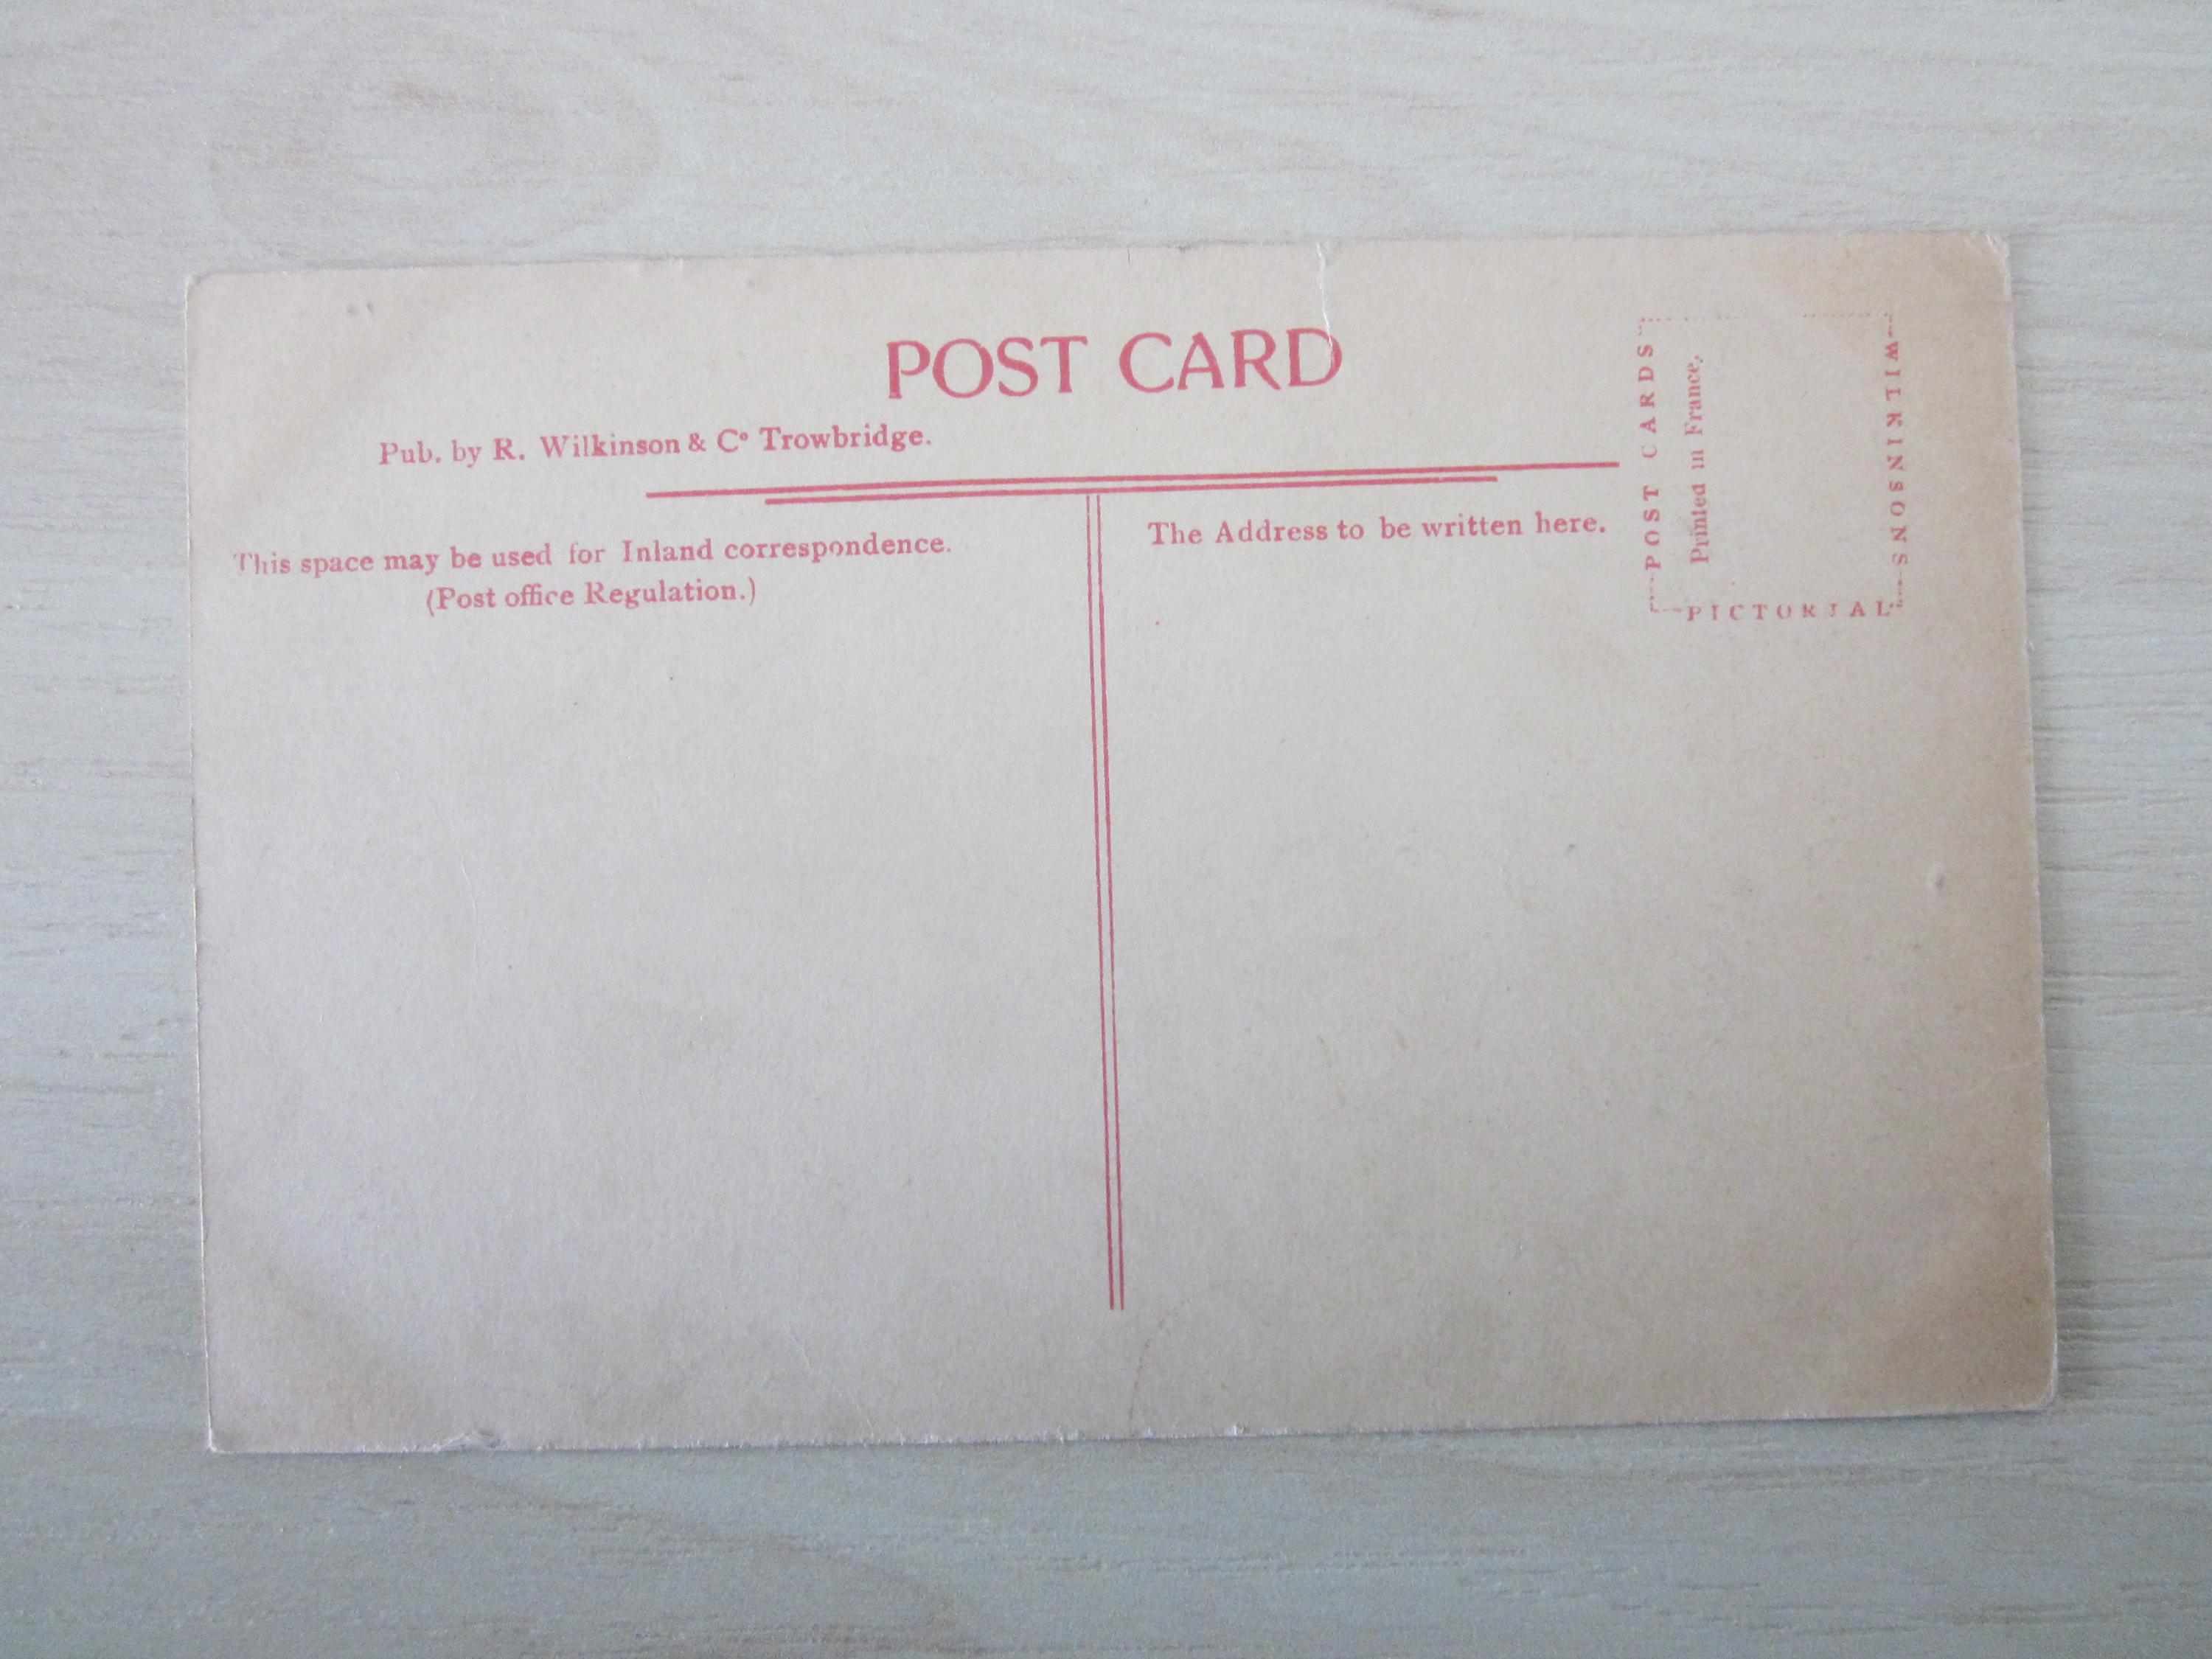 POST CARD
Pub. by R. Wilkinson & Cº Trowbridge.
This space may be used for Inland correspondence.
(Post office Regulation.)
The Address to be written here.
POST CARDS
Printed in France.
WILKINSONS
PICTORIAL